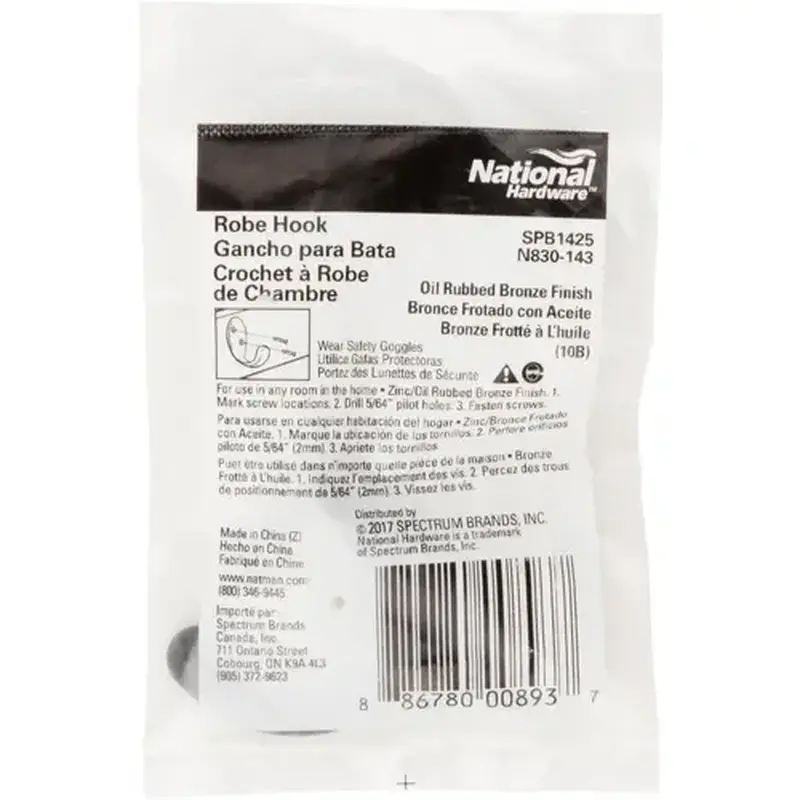 National
Hardware™
Robe Hook
Gancho para Bata
Crochet à Robe
de Chambre
SPB1425
N830-143
Oil Rubbed Bronze Finish
Bronce Frotado con Aceite
Bronze Frotté à L'huile
(10B)
Wear Safety Goggles
Utilice Gafas Protectoras
Portez des Lunettes de Sécurité
For use in any room in the home • Zinc/Oil Rubbed Bronze Finish. 1.
Mark screw locations. 2. Drill 5/64" pilot holes. 3. Fasten screws.
Para usarse en cualquier habitación del hogar • Zinc/Bronce Frotado
con Aceite. 1. Marque la ubicación de los tornillos. 2. Perfore orificios
piloto de 5/64" (2mm). 3. Apriete los tornillos.
Puet être utilisé dans n'importe quelle pièce de la maison • Bronze
Frotté à L'huile. 1. Indiquez l'emplacement des vis. 2. Percez des trous
de positionnement de 5/64" (2mm). 3. Vissez les vis.
Distributed by
© 2017 SPECTRUM BRANDS, INC.
National Hardware is a trademark
of Spectrum Brands, Inc.
Made in China (Z)
Hecho en China
Fabriqué en Chine
www.natman.com
(800) 346-9445
Importé par:
Spectrum Brands
Canada, Inc.
711 Ontario Street
Cobourg, ON K9A 4L3
(905) 372-9623
8 86780 00893 7